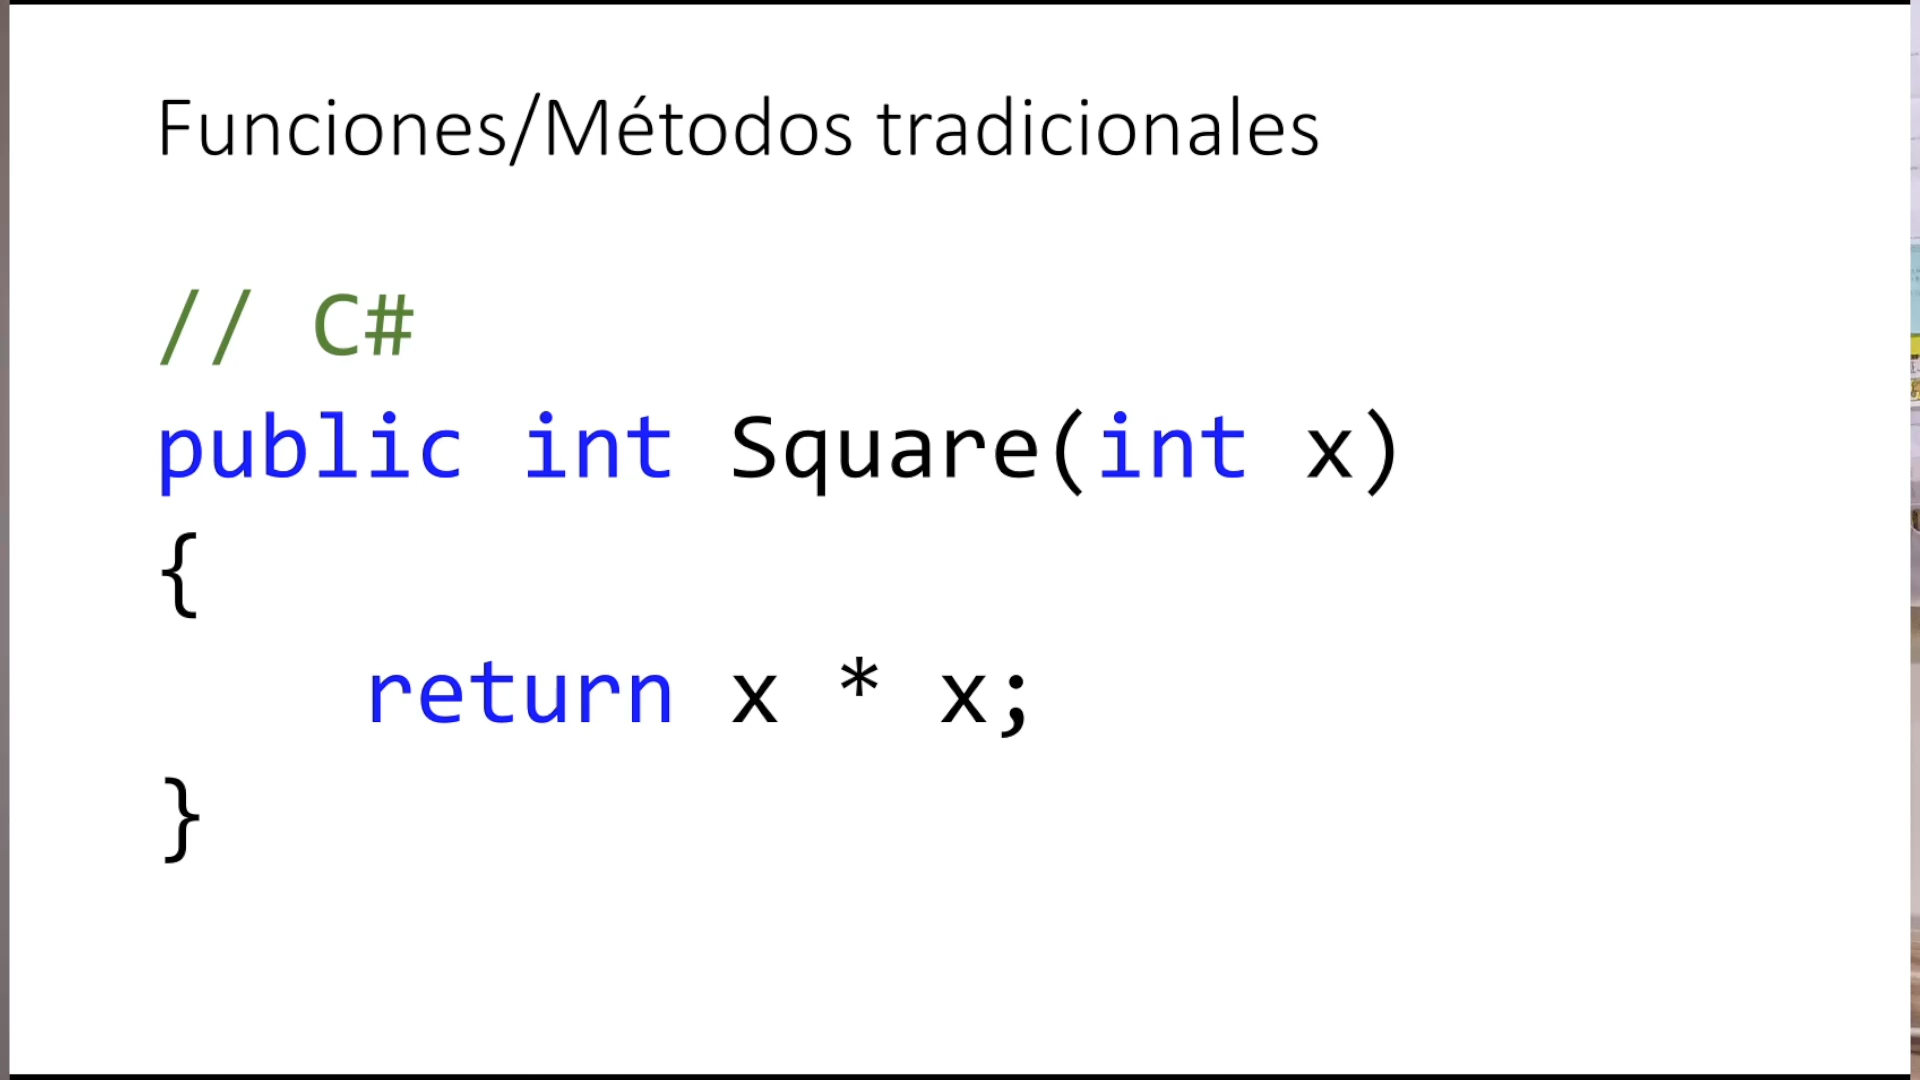 Funciones/Métodos tradicionales
// C#
public int Square(int x)
{
    return x * x;
}